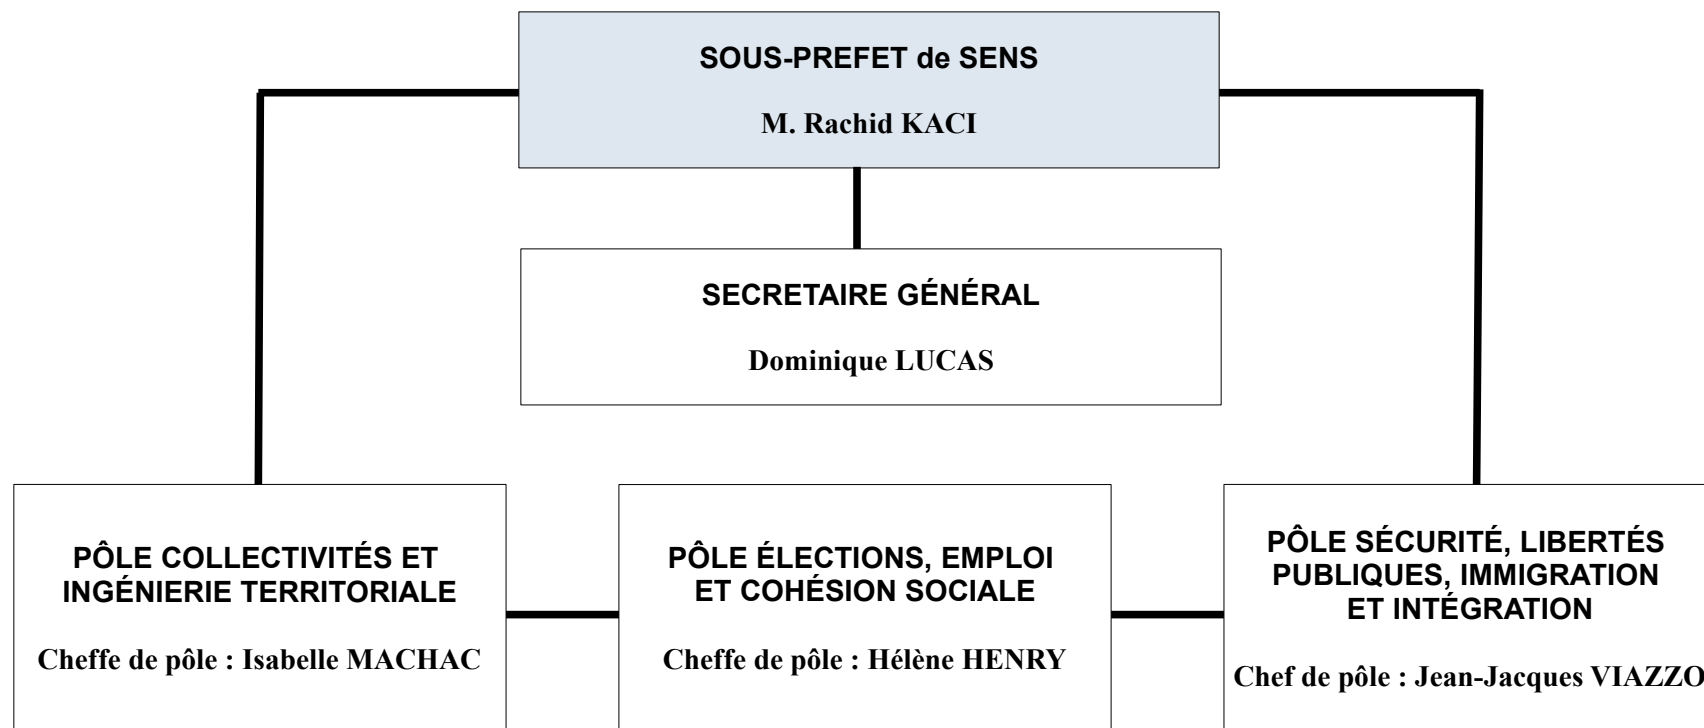 SOUS-PREFET de SENS
M. Rachid KACI
SECRETAIRE GÉNÉRAL
Dominique LUCAS
PÔLE COLLECTIVITÉS ET
INGÉNIERIE TERRITORIALE
Cheffe de pôle : Isabelle MACHAC
PÔLE ÉLECTIONS, EMPLOI
ET COHÉSION SOCIALE
Cheffe de pôle : Hélène HENRY
PÔLE SÉCURITÉ, LIBERTÉS
PUBLIQUES, IMMIGRATION
ET INTÉGRATION
Chef de pôle : Jean-Jacques VIAZZO